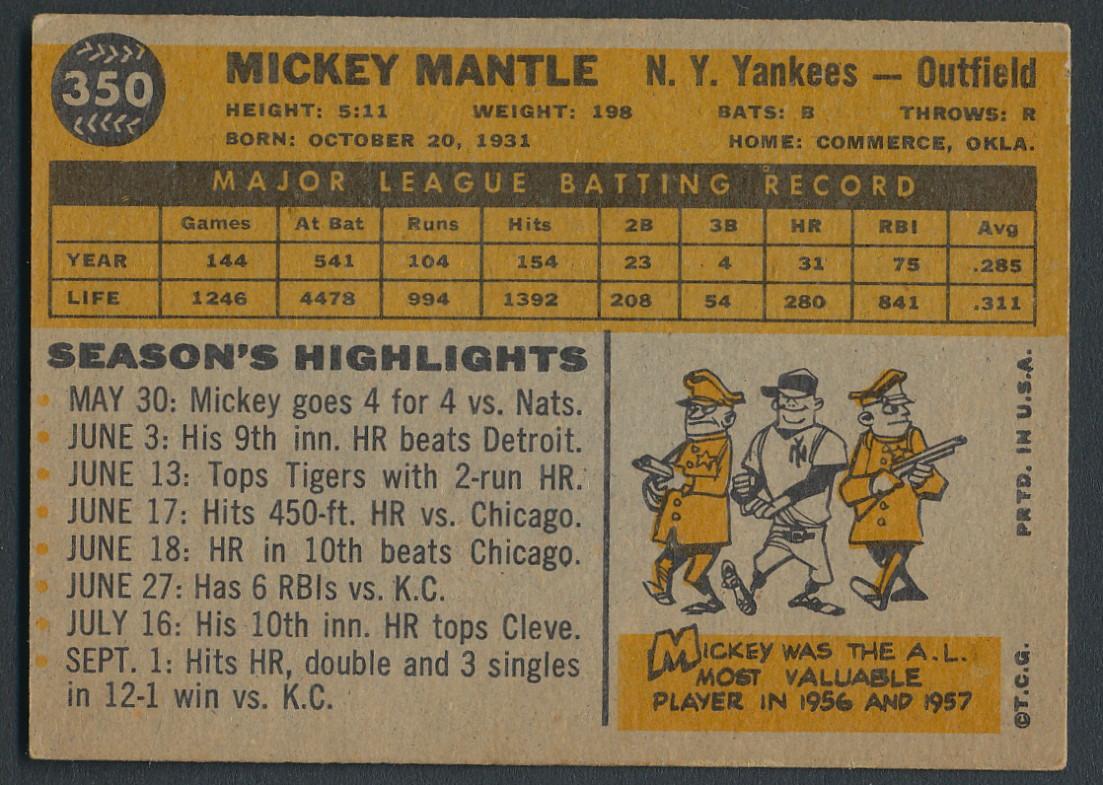 350
MICKEY MANTLE N. Y. Yankees — Outfield
HEIGHT: 5:11 WEIGHT: 198 BATS: B THROWS: R
BORN: OCTOBER 20, 1931 HOME: COMMERCE, OKLA.
MAJOR LEAGUE BATTING RECORD
Games At Bat Runs Hits 2B 3B HR RBI Avg
YEAR 144 541 104 154 23 4 31 75 .285
LIFE 1246 4478 994 1392 208 54 280 841 .311
SEASON'S HIGHLIGHTS
MAY 30: Mickey goes 4 for 4 vs. Nats.
JUNE 3: His 9th inn. HR beats Detroit.
JUNE 13: Tops Tigers with 2-run HR.
JUNE 17: Hits 450-ft. HR vs. Chicago.
JUNE 18: HR in 10th beats Chicago.
JUNE 27: Has 6 RBIs vs. K.C.
JULY 16: His 10th inn. HR tops Cleve.
SEPT. 1: Hits HR, double and 3 singles
in 12-1 win vs. K.C.
NY
MICKEY WAS THE A.L.
MOST VALUABLE
PLAYER IN 1956 AND 1957
©T.C.G. PRTD. IN U.S.A.